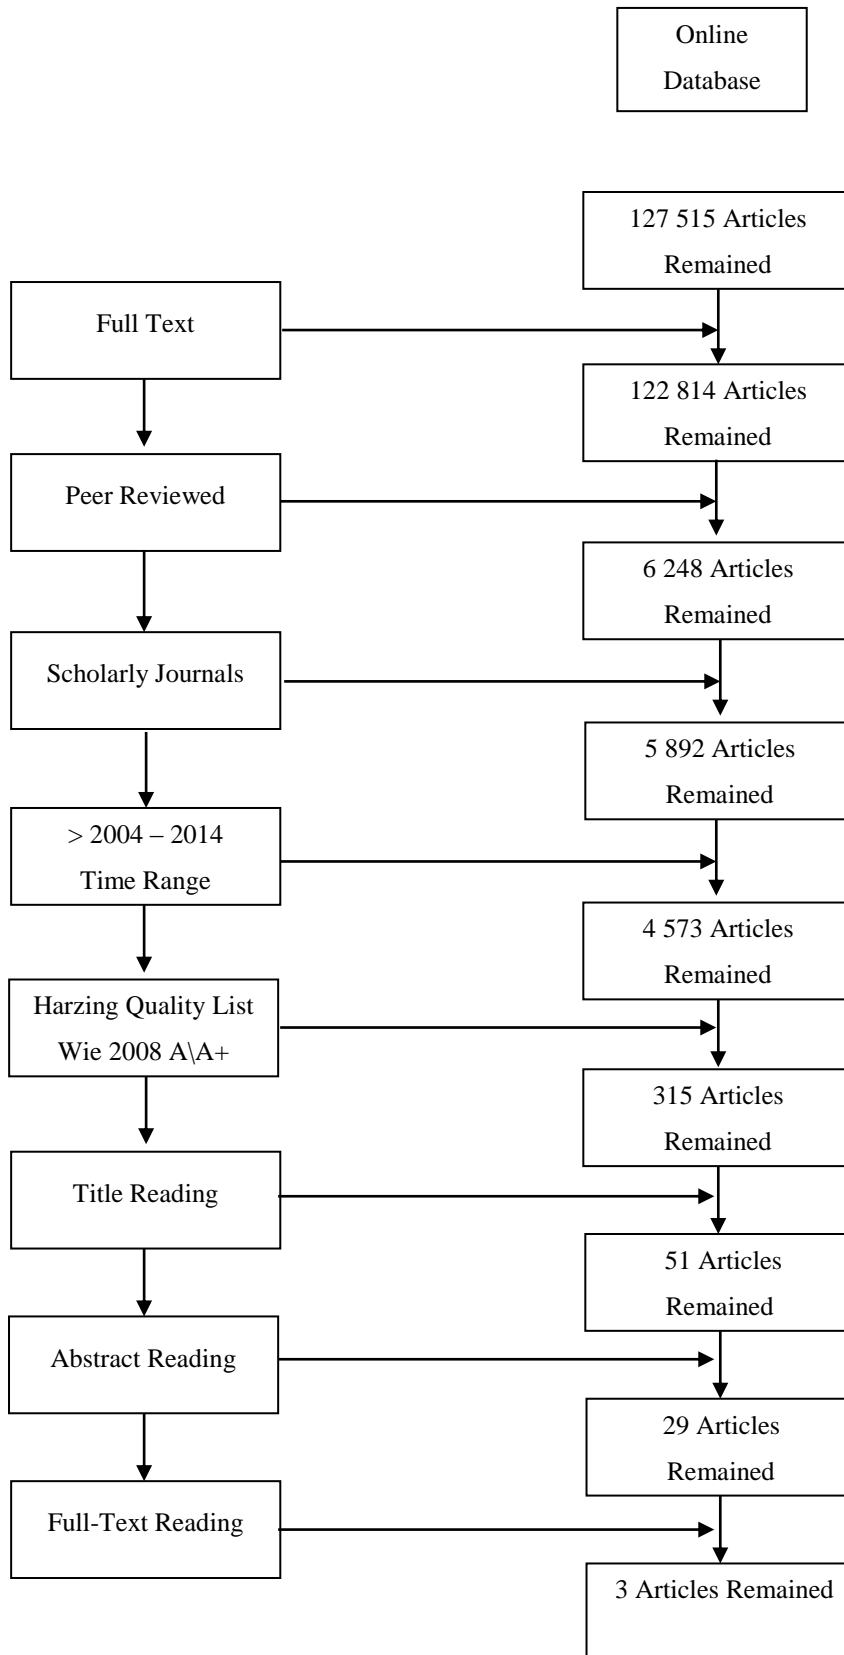 Online
Database
127 515 Articles
Remained
Full Text
122 814 Articles
Remained
Peer Reviewed
6 248 Articles
Remained
Scholarly Journals
5 892 Articles
Remained
> 2004 – 2014
Time Range
4 573 Articles
Remained
Harzing Quality List
Wie 2008 A\A+
315 Articles
Remained
Title Reading
51 Articles
Remained
Abstract Reading
29 Articles
Remained
Full-Text Reading
3 Articles Remained